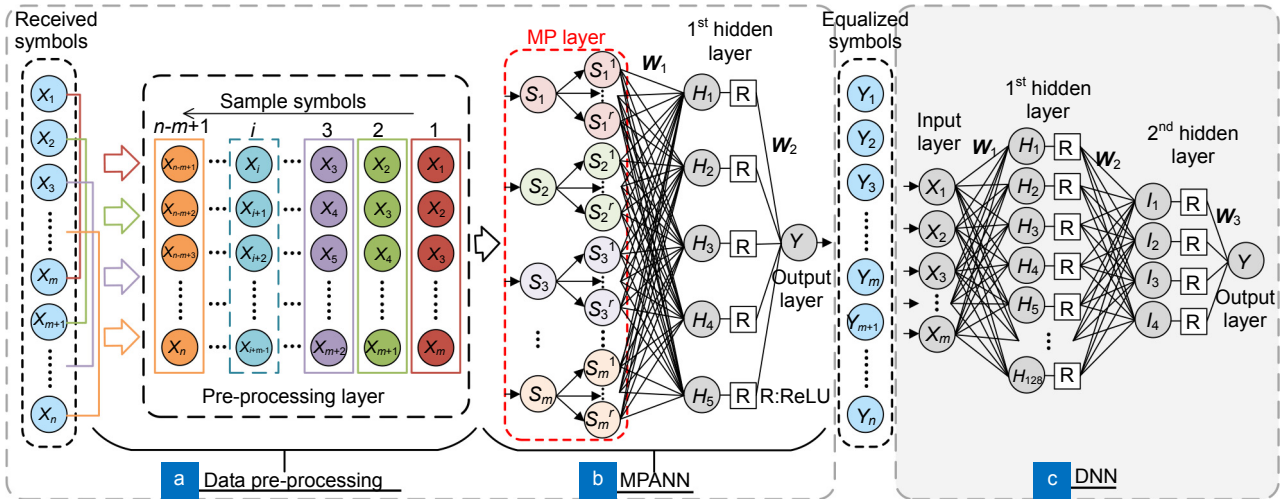 Received
symbols
X1
X2
X3
Xm
Xm+1
Xn
Sample symbols
n-m+1 i 3 2 1
Xn-m+1 Xi X3 X2 X1
Xn-m+2 Xi+1 X4 X3 X2
Xn-m+3 Xi+2 X5 X4 X3
Xn Xi+m-1 Xm+2 Xm+1 Xm
Pre-processing layer
a Data pre-processing
MP layer
S1 S1^1 S1^r
S2 S2^1 S2^r
S3 S3^1 S3^r
Sm Sm^1 Sm^r
W1
1st hidden
layer
H1 R
H2 R
H3 R
H4 R
H5 R
R:ReLU
W2
Y
Output
layer
b MPANN
Equalized
symbols
Y1
Y2
Y3
Ym
Ym+1
Yn
Input
layer
X1
X2
X3
Xm
W1
1st hidden
layer
H1 R
H2 R
H3 R
H4 R
H5 R
H128 R
W2
2nd hidden
layer
I1 R
I2 R
I3 R
I4 R
W3
Y
Output
layer
c DNN